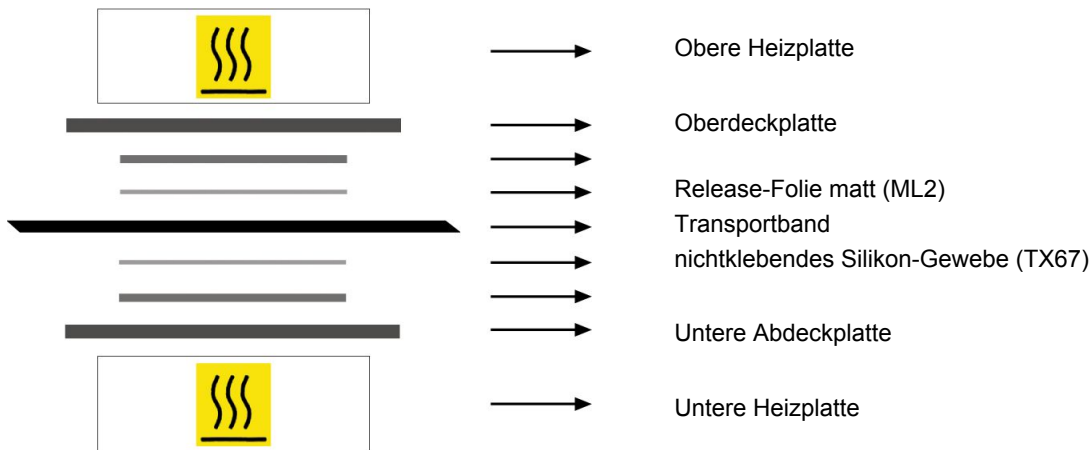 Obere Heizplatte
Oberdeckplatte
Release-Folie matt (ML2)
Transportband
nichtklebendes Silikon-Gewebe (TX67)
Untere Abdeckplatte
Untere Heizplatte